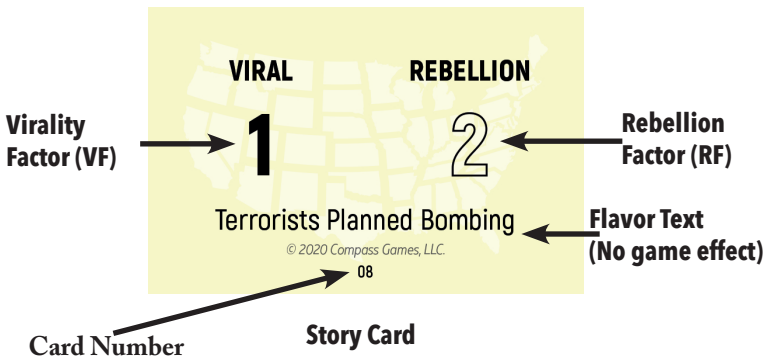 VIRAL REBELLION
Virality
Factor (VF)
1
2
Rebellion
Factor (RF)
Terrorists Planned Bombing
Flavor Text
(No game effect)
© 2020 Compass Games, LLC.
08
Card Number
Story Card